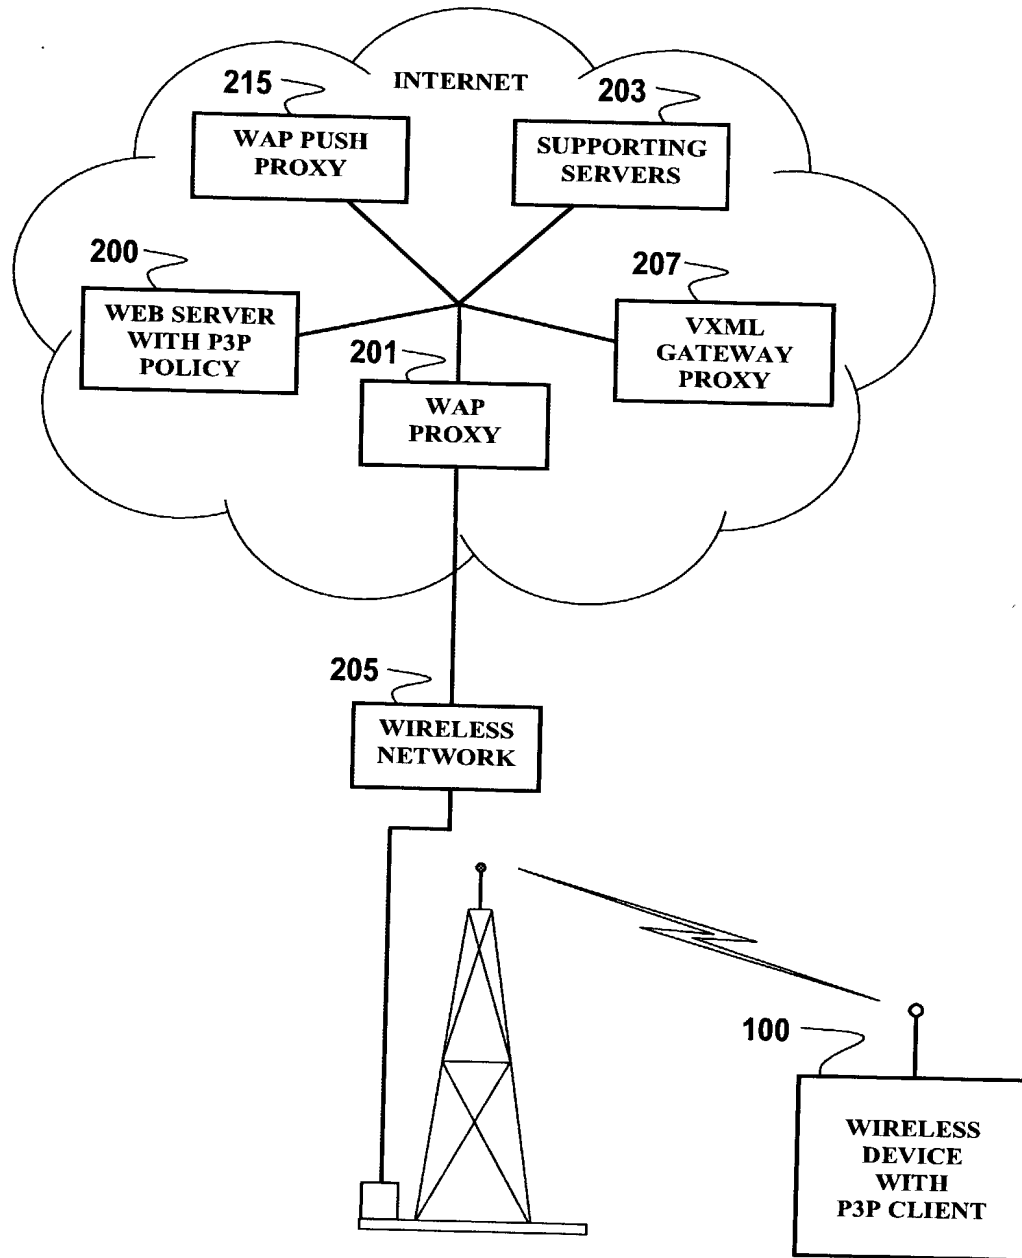 INTERNET
215
WAP PUSH
PROXY
203
SUPPORTING
SERVERS
200
WEB SERVER
WITH P3P
POLICY
207
VXML
GATEWAY
PROXY
201
WAP
PROXY
205
WIRELESS
NETWORK
100
WIRELESS
DEVICE
WITH
P3P CLIENT